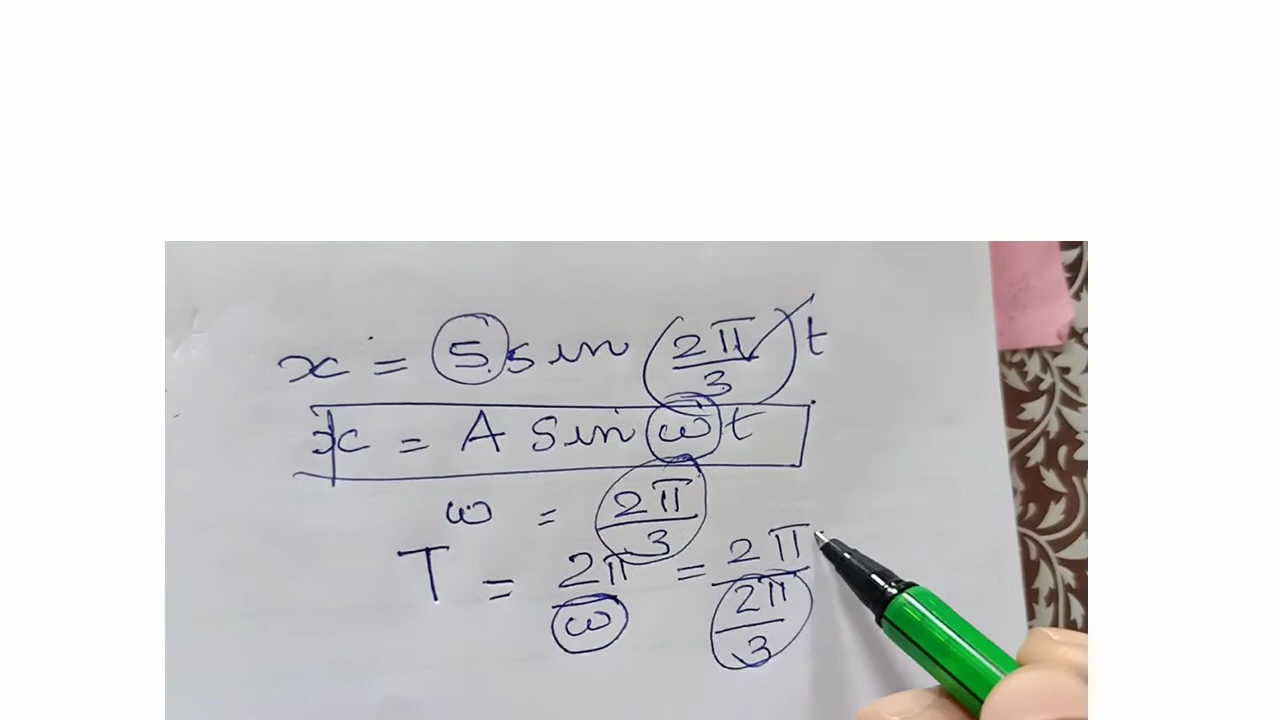 x = 5 sin (2π/3) t
x = A sin ω t
ω = 2π/3
T = 2π/ω = 2π/(2π/3)